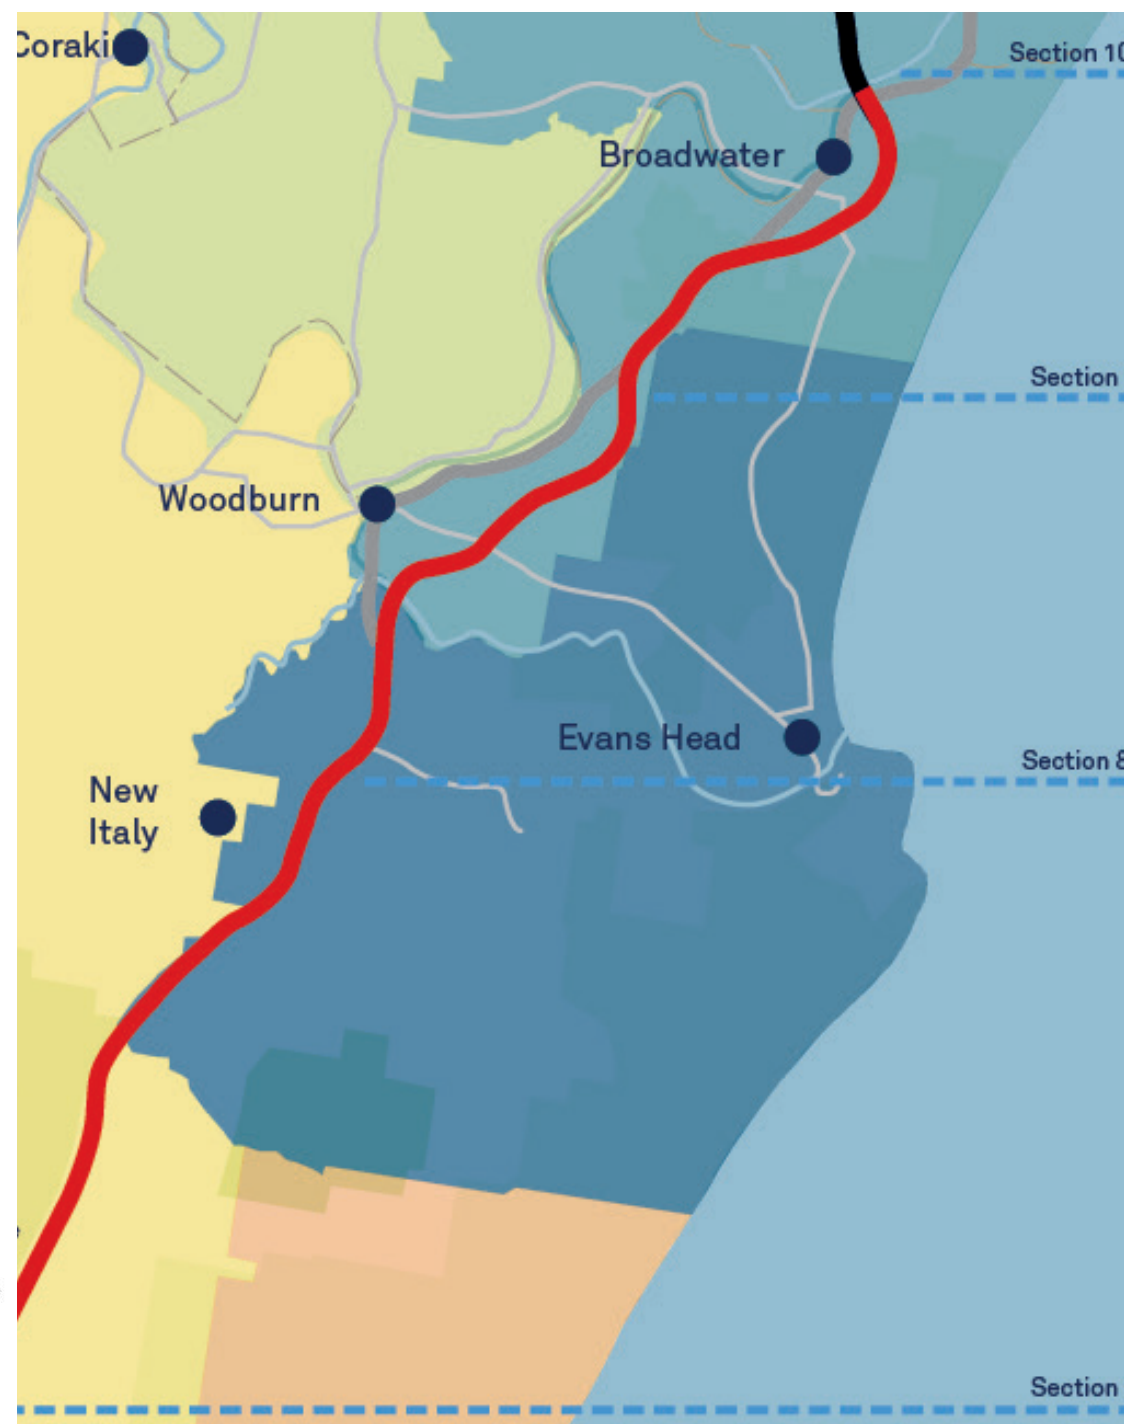 Coraki
Section 10
Broadwater
Section
Woodburn
Evans Head
Section 8
New
Italy
Section